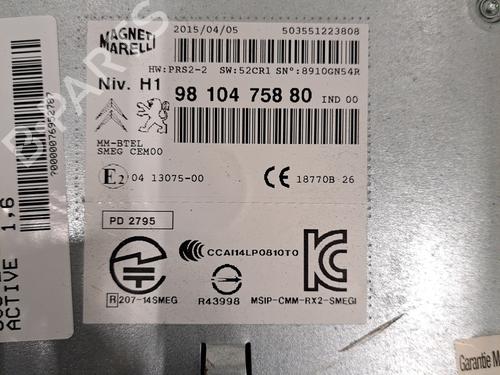 MAGNETI
MARELLI
2015/04/05
503551223808
HW:PRS2-2 SW:52CR1 SN°:8910GN54R
Niv. H1
98 104 758 80 IND 00
MM-BTEL
SMEG CEM00
E2 04 13075-00
CE 18770B 26
PD 2795
CCAI14LP0810T0
R 207-14SMEG
R43998
MSIP-CMM-RX2-SMEGI
ACTIVE 1,6
Garantie M